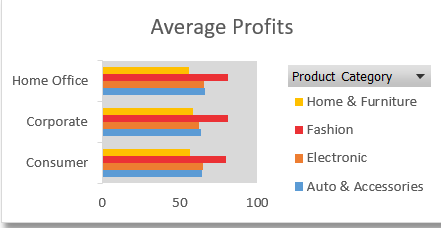 Average Profits
Product Category
Home Office
Corporate
Consumer
Home & Furniture
Fashion
Electronic
Auto & Accessories
0 50 100